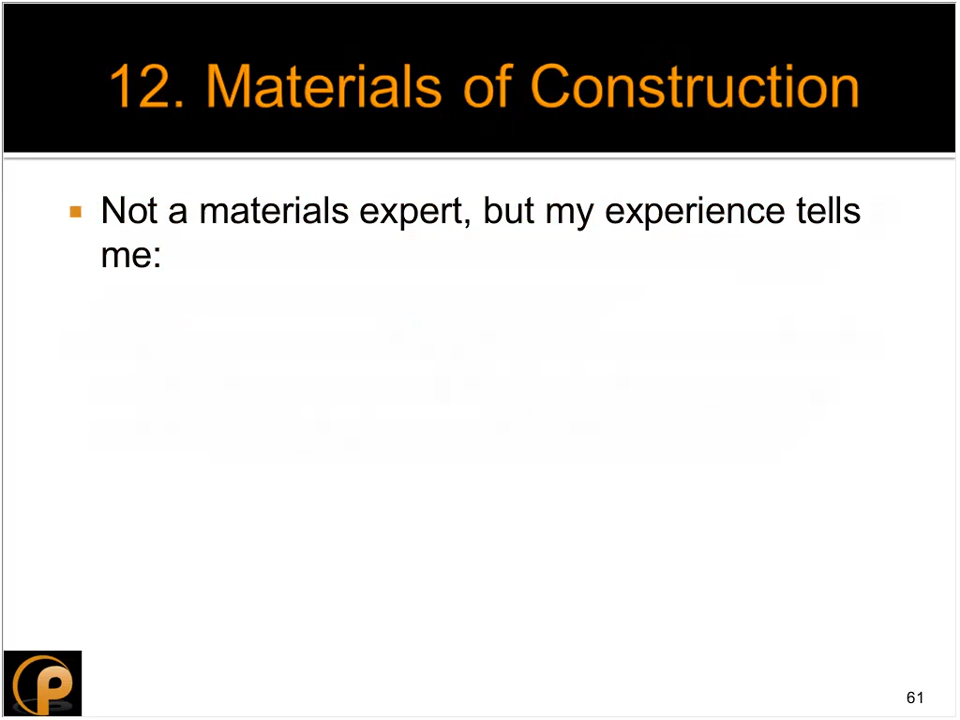 12. Materials of Construction
Not a materials expert, but my experience tells
me:
P
61